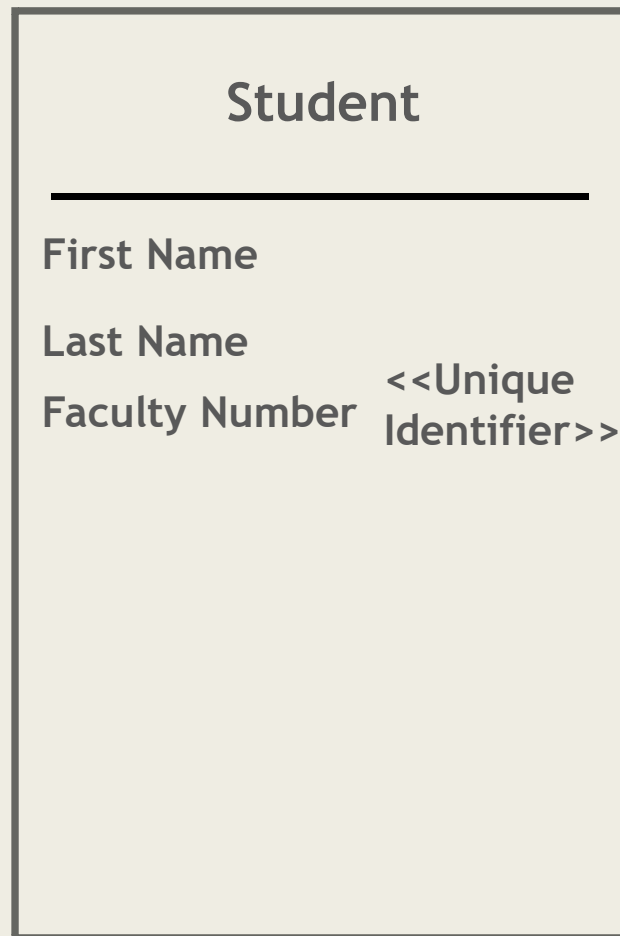 Student
First Name
Last Name
Faculty Number
<<Unique
Identifier>>